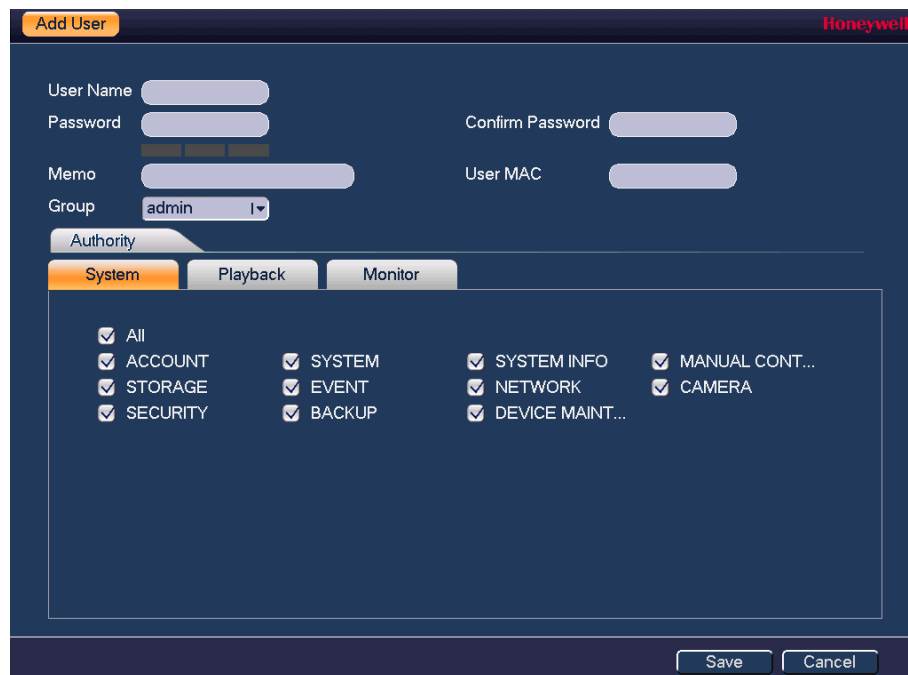 Add User
Honeywell
User Name
Password
Confirm Password
Memo
User MAC
Group
admin
Authority
System
Playback
Monitor
All
ACCOUNT
SYSTEM
SYSTEM INFO
MANUAL CONT...
STORAGE
EVENT
NETWORK
CAMERA
SECURITY
BACKUP
DEVICE MAINT...
Save
Cancel